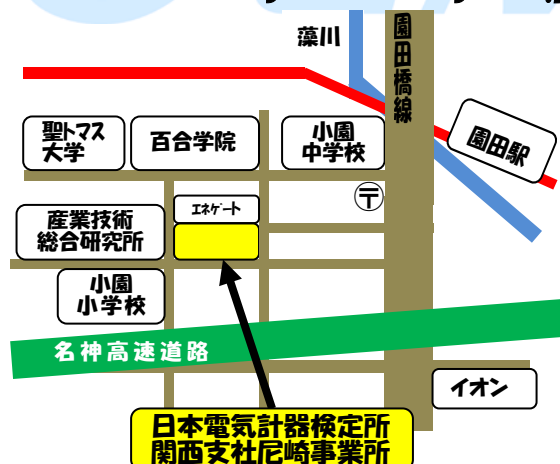 藻川
園田橋線
聖トマス
大学
百合学院
小園
中学校
園田駅
〒
エネゲート
産業技術
総合研究所
小園
小学校
名神高速道路
イオン
日本電気計器検定所
関西支社尼崎事業所